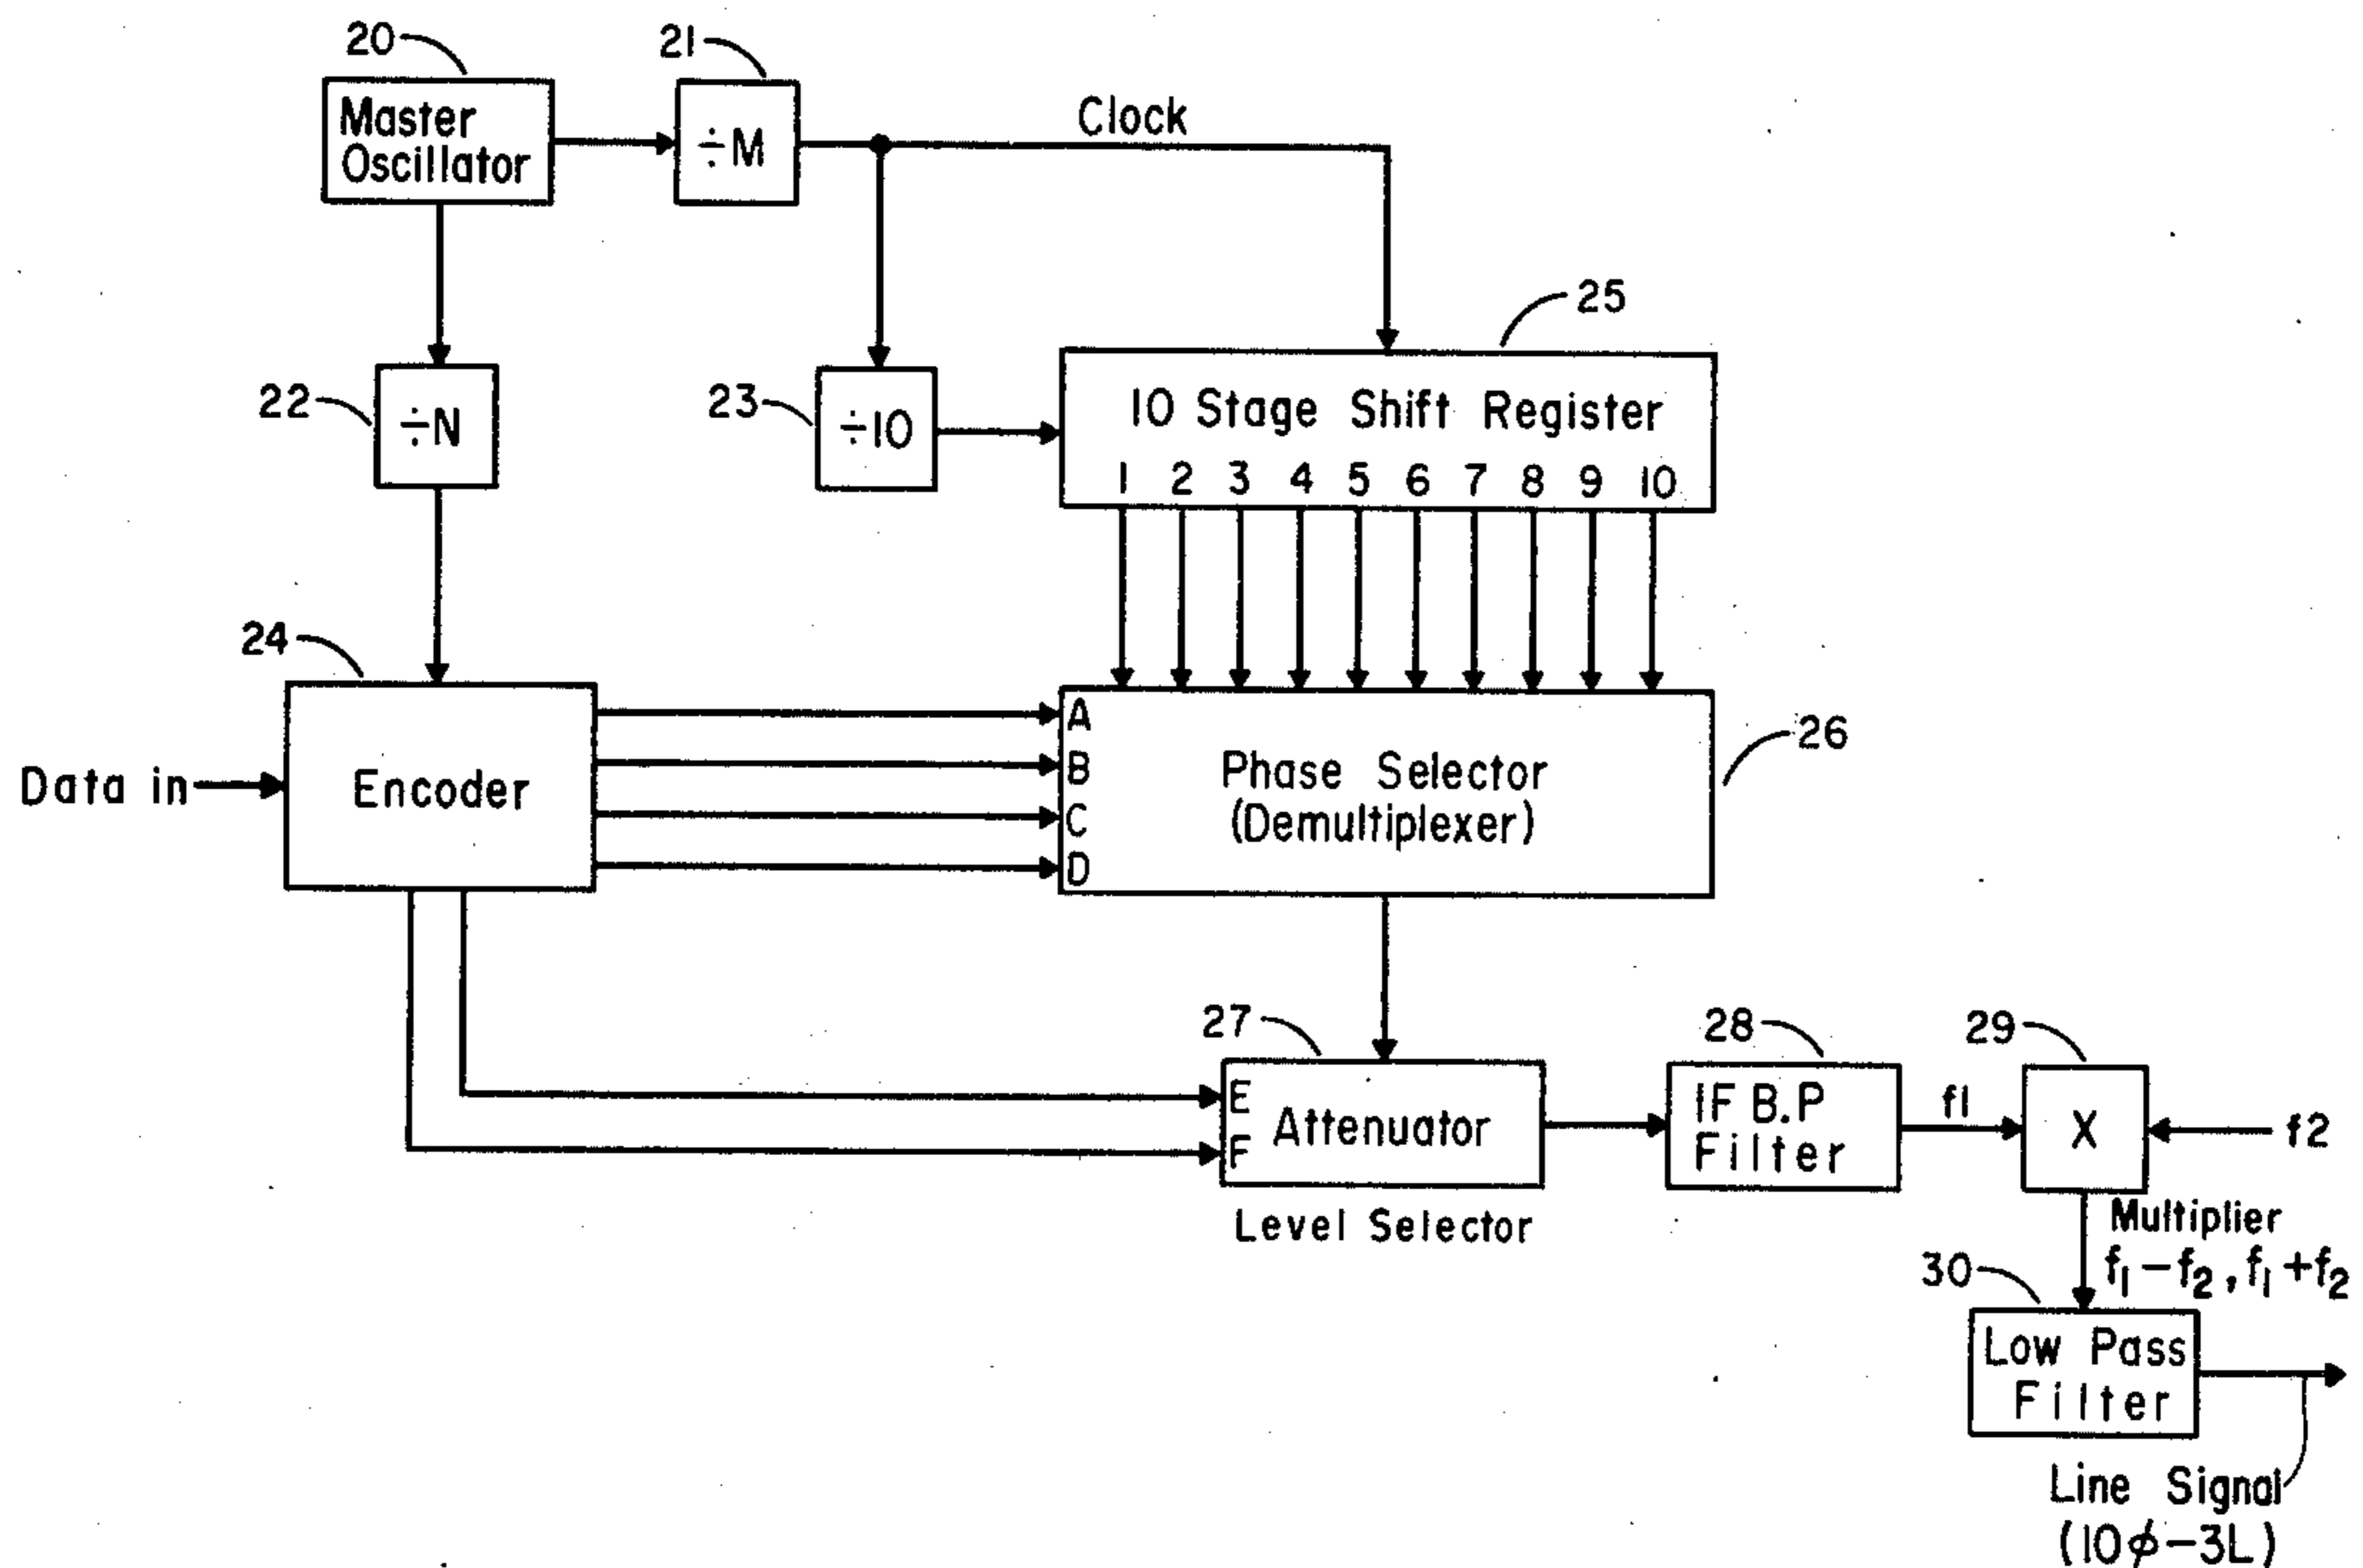 20
21
Master
Oscillator
÷M
Clock
25
22
÷N
23
÷10
10 Stage Shift Register
1 2 3 4 5 6 7 8 9 10
24
Data in
Encoder
A
B
C
D
Phase Selector
(Demultiplexer)
26
27
28
29
E
F
Attenuator
Level Selector
IF B.P
Filter
f1
X
f2
Multiplier
f₁−f₂, f₁+f₂
30
Low Pass
Filter
Line Signal
(10ϕ−3L)